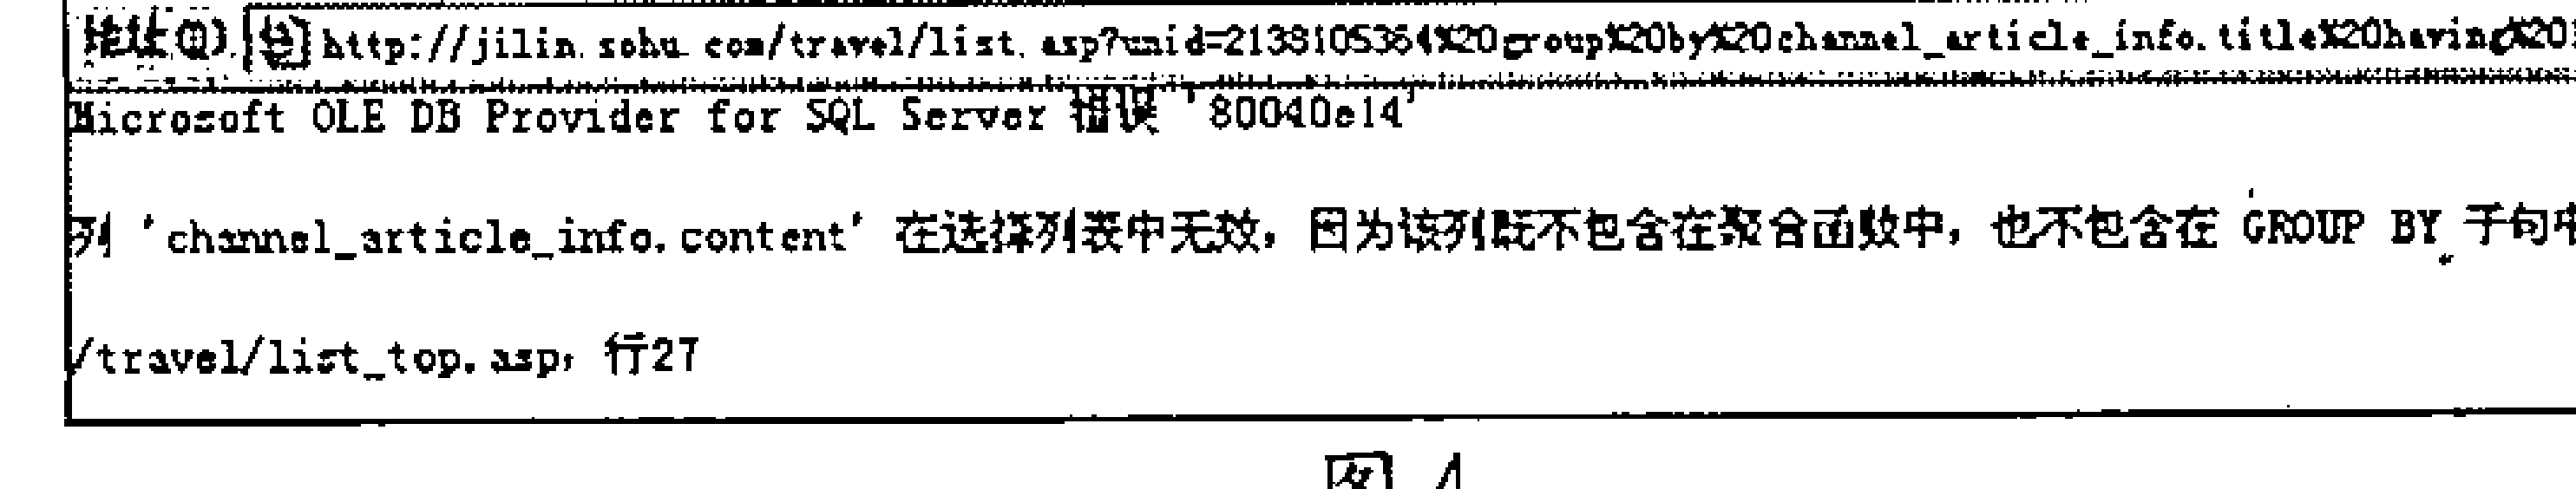 地址(D) http://jilin.sohu.com/travel/list.asp?unid=2138105364%20group%20by%20channel_article_info.title%20having%20
Microsoft OLE DB Provider for SQL Server 错误 '80040e14'
列 'channel_article_info.content' 在选择列表中无效，因为该列既不包含在聚合函数中，也不包含在 GROUP BY 子句中
/travel/list_top.asp，行27
图 4